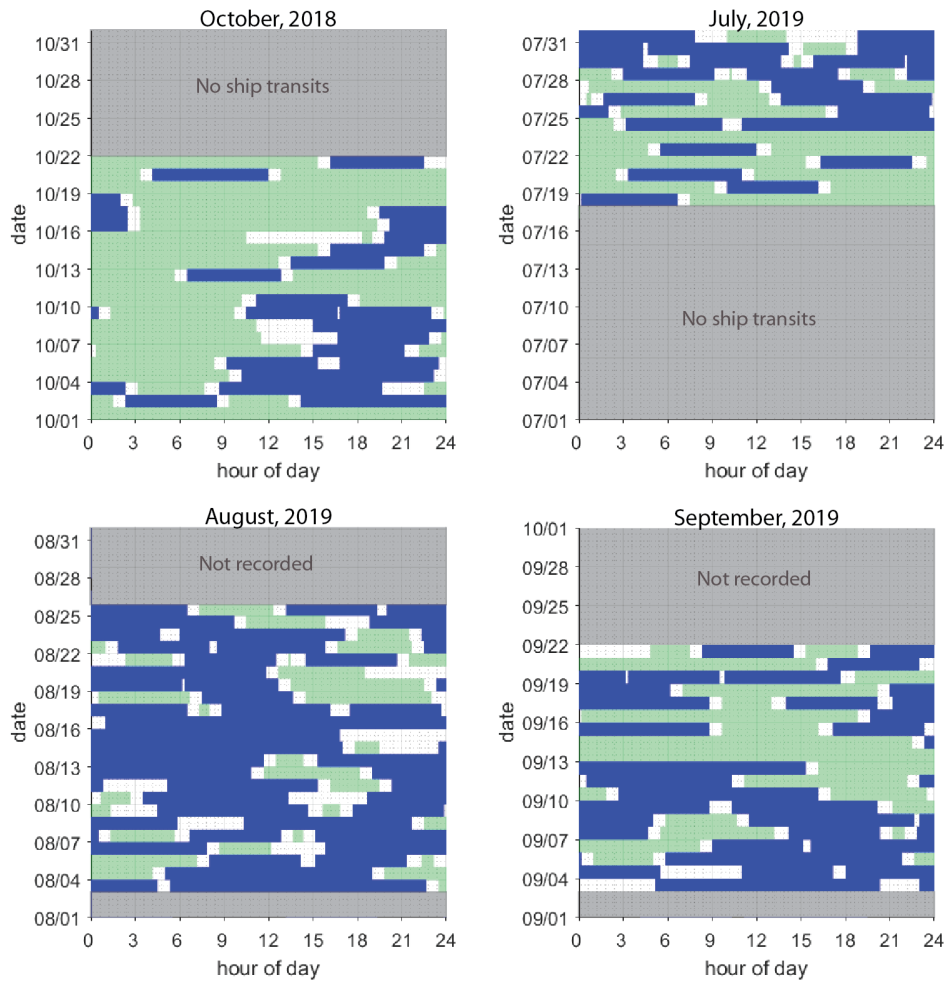 October, 2018
10/31
10/28
10/25
10/22
10/19
10/16
10/13
10/10
10/07
10/04
10/01
date
No ship transits
0 3 6 9 12 15 18 21 24
hour of day
July, 2019
07/31
07/28
07/25
07/22
07/19
07/16
07/13
07/10
07/07
07/04
07/01
date
No ship transits
0 3 6 9 12 15 18 21 24
hour of day
August, 2019
08/31
08/28
08/25
08/22
08/19
08/16
08/13
08/10
08/07
08/04
08/01
date
Not recorded
0 3 6 9 12 15 18 21 24
hour of day
September, 2019
10/01
09/28
09/25
09/22
09/19
09/16
09/13
09/10
09/07
09/04
09/01
date
Not recorded
0 3 6 9 12 15 18 21 24
hour of day